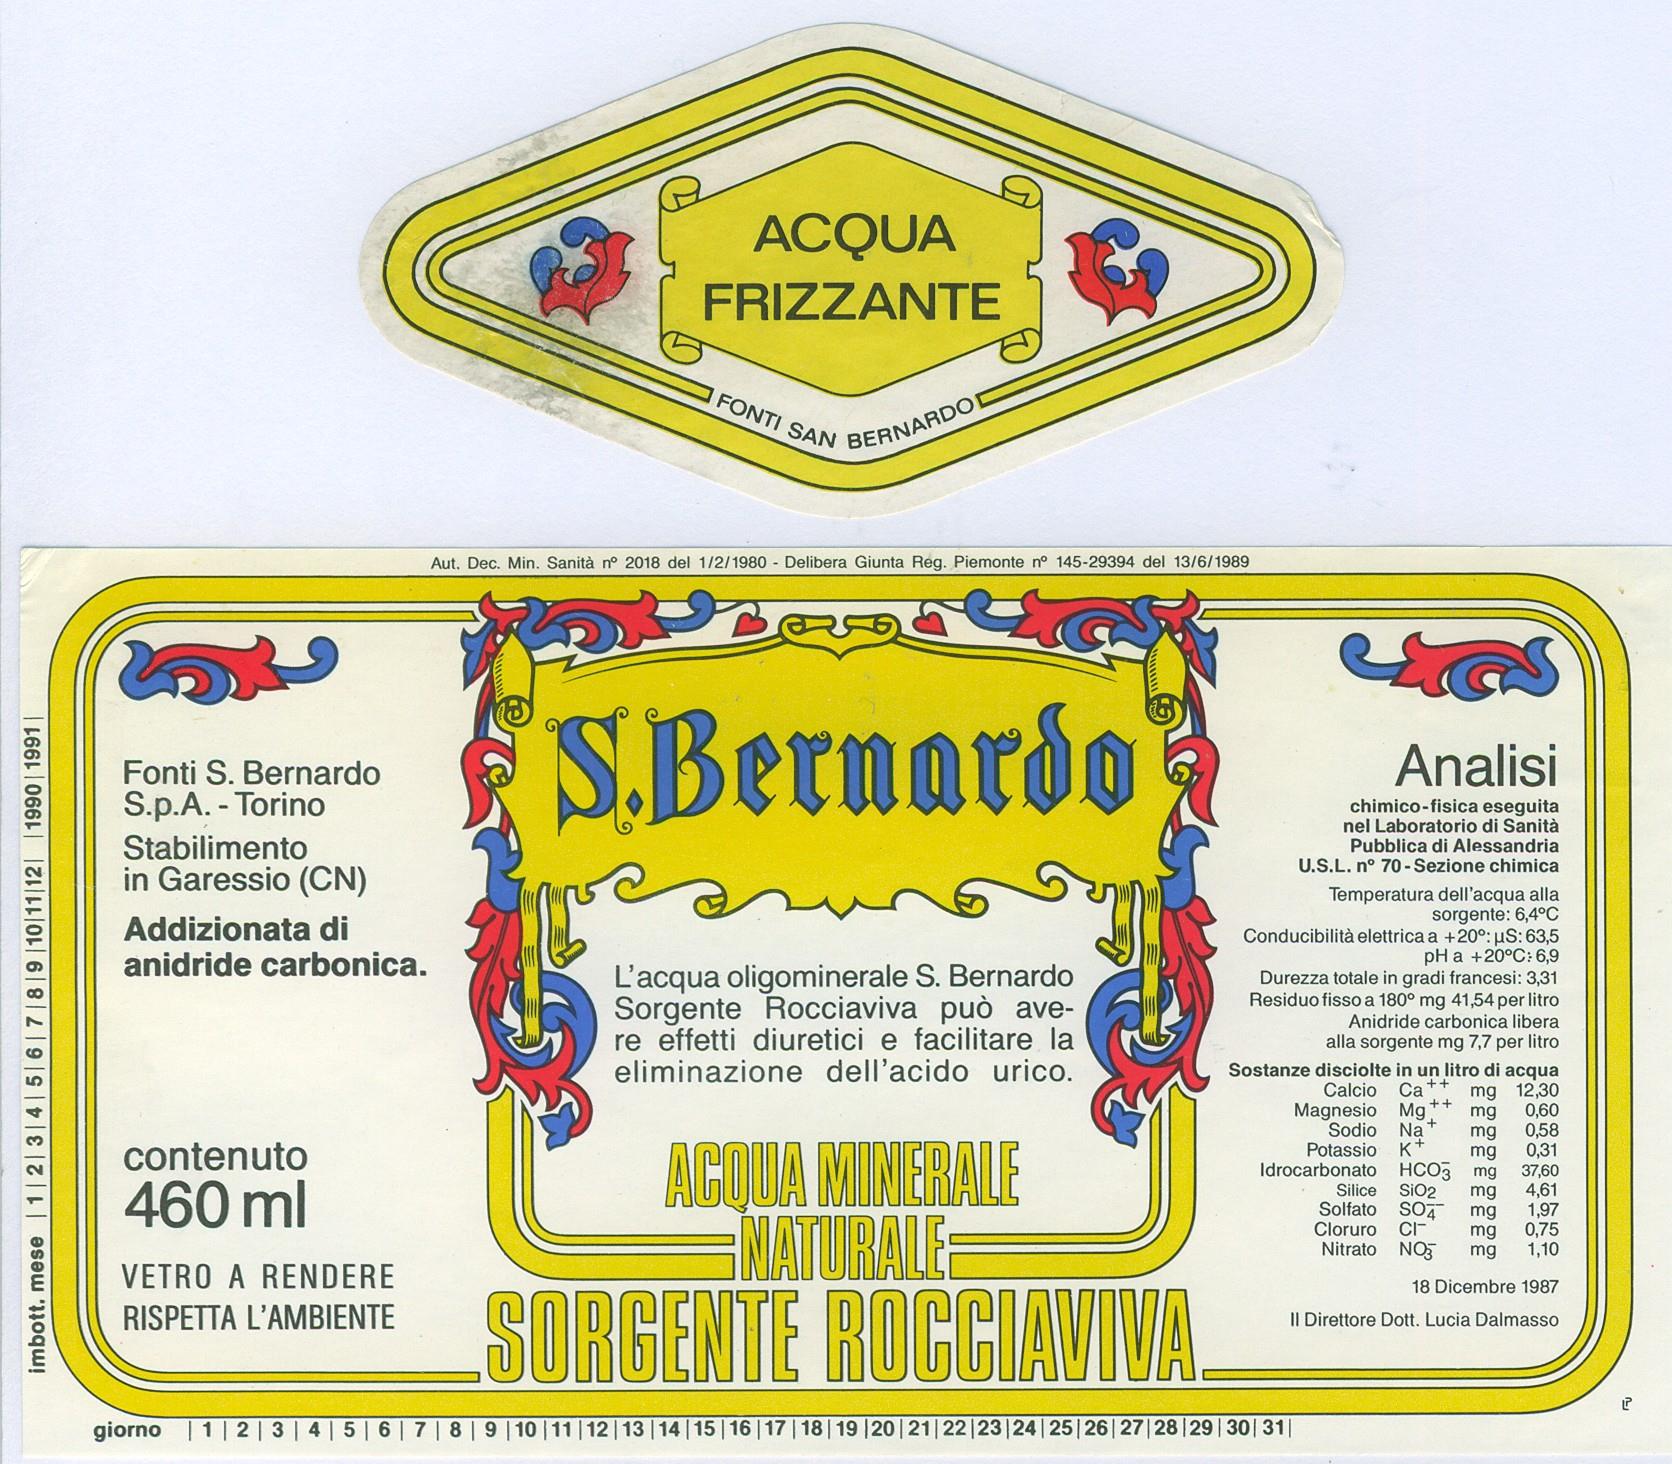 ACQUA
FRIZZANTE
FONTI SAN BERNARDO
Aut. Dec. Min. Sanità nº 2018 del 1/2/1980 - Delibera Giunta Reg. Piemonte nº 145-29394 del 13/6/1989
S. Bernardo
Fonti S. Bernardo
S.p.A. - Torino
Stabilimento
in Garessio (CN)
Addizionata di
anidride carbonica.
contenuto
460 ml
VETRO A RENDERE
RISPETTA L'AMBIENTE
L'acqua oligominerale S. Bernardo
Sorgente Rocciaviva può ave-
re effetti diuretici e facilitare la
eliminazione dell'acido urico.
ACQUA MINERALE
NATURALE
SORGENTE ROCCIAVIVA
Analisi
chimico-fisica eseguita
nel Laboratorio di Sanità
Pubblica di Alessandria
U.S.L. nº 70 - Sezione chimica
Temperatura dell'acqua alla
sorgente: 6,4ºC
Conducibilità elettrica a +20º: µS: 63,5
pH a +20ºC: 6,9
Durezza totale in gradi francesi: 3,31
Residuo fisso a 180º mg 41,54 per litro
Anidride carbonica libera
alla sorgente mg 7,7 per litro
Sostanze disciolte in un litro di acqua
Calcio Ca++ mg 12,30
Magnesio Mg++ mg 0,60
Sodio Na+ mg 0,58
Potassio K+ mg 0,31
Idrocarbonato HCO3- mg 37,60
Silice SiO2 mg 4,61
Solfato SO4-- mg 1,97
Cloruro Cl- mg 0,75
Nitrato NO3- mg 1,10
18 Dicembre 1987
Il Direttore Dott. Lucia Dalmasso
imbott. mese | 1 | 2 | 3 | 4 | 5 | 6 | 7 | 8 | 9 | 10 | 11 | 12 | | 1990 | 1991 |
giorno | 1 | 2 | 3 | 4 | 5 | 6 | 7 | 8 | 9 | 10 | 11 | 12 | 13 | 14 | 15 | 16 | 17 | 18 | 19 | 20 | 21 | 22 | 23 | 24 | 25 | 26 | 27 | 28 | 29 | 30 | 31 |